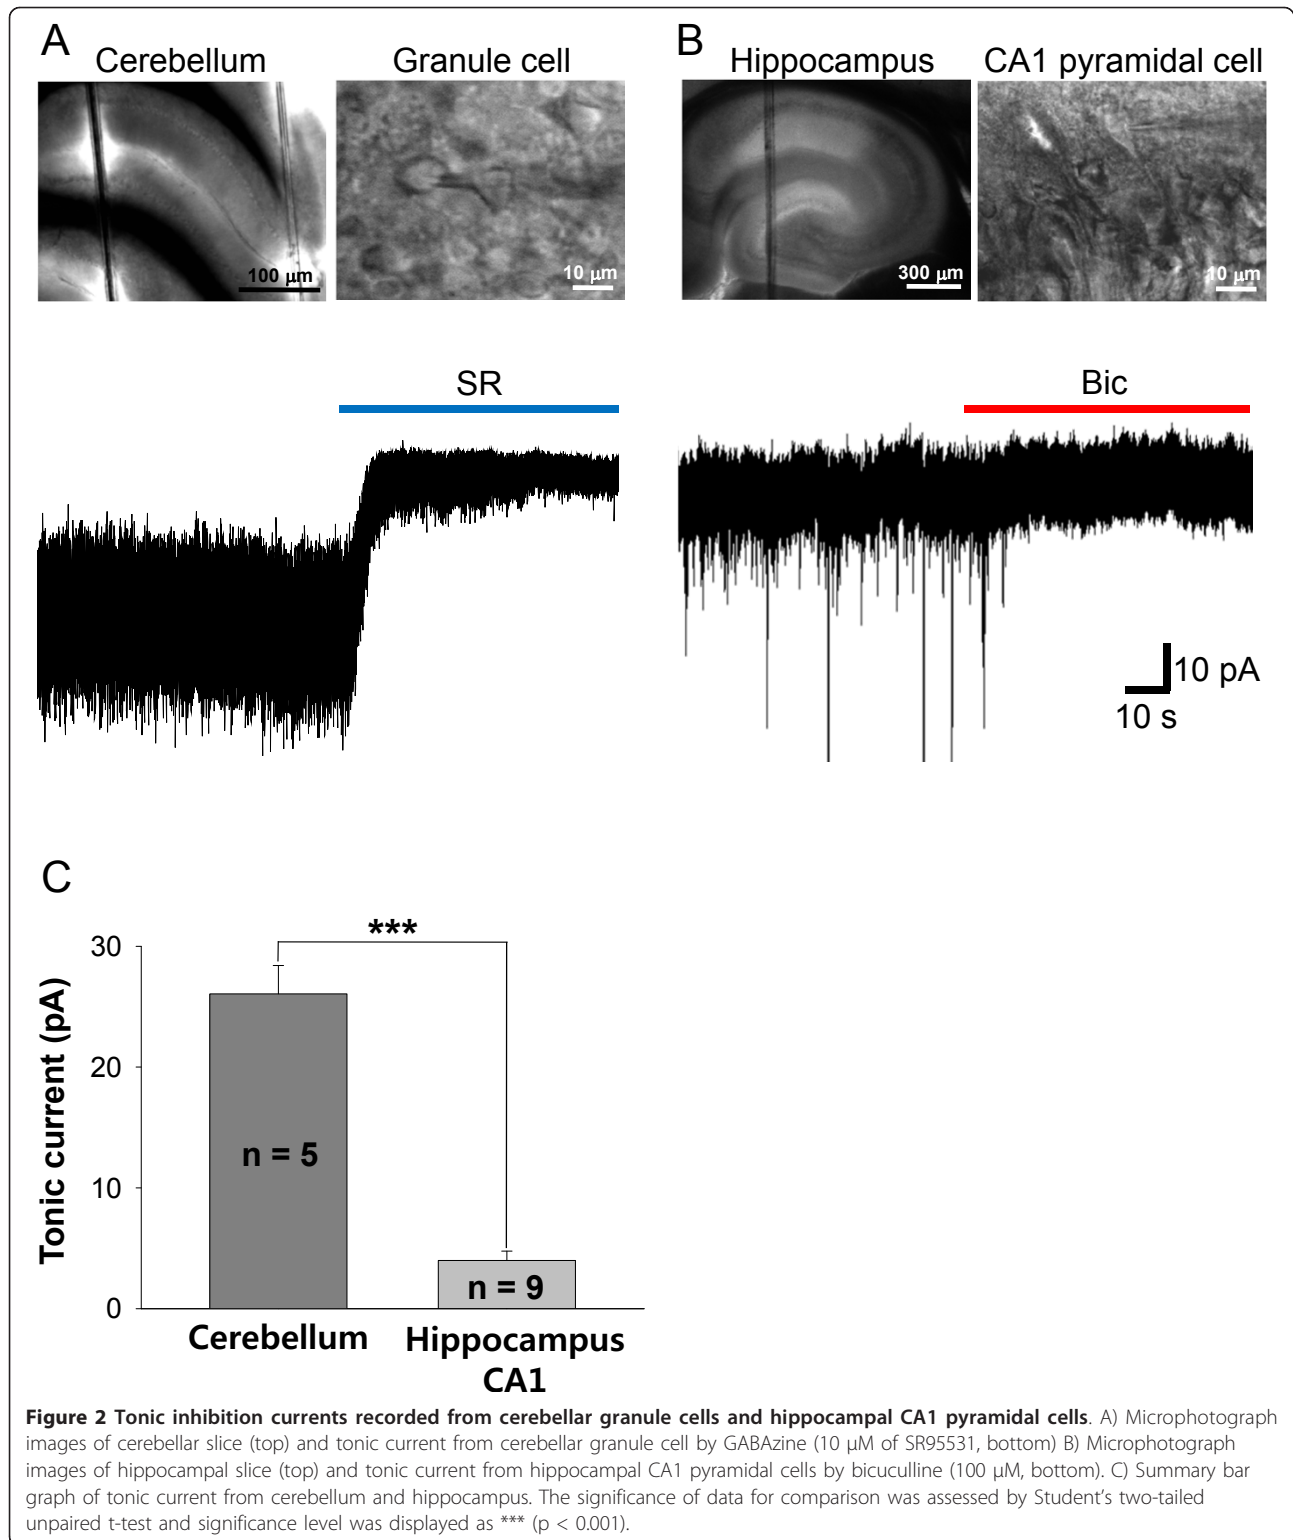 A
Cerebellum
Granule cell
100 µm
10 µm
B
Hippocampus
CA1 pyramidal cell
300 µm
10 µm
SR
Bic
10 pA
10 s
C
***
Tonic current (pA)
30
20
10
0
n = 5
n = 9
Cerebellum
Hippocampus
CA1
Figure 2 Tonic inhibition currents recorded from cerebellar granule cells and hippocampal CA1 pyramidal cells. A) Microphotograph
images of cerebellar slice (top) and tonic current from cerebellar granule cell by GABAzine (10 µM of SR95531, bottom) B) Microphotograph
images of hippocampal slice (top) and tonic current from hippocampal CA1 pyramidal cells by bicuculline (100 µM, bottom). C) Summary bar
graph of tonic current from cerebellum and hippocampus. The significance of data for comparison was assessed by Student's two-tailed
unpaired t-test and significance level was displayed as *** (p < 0.001).